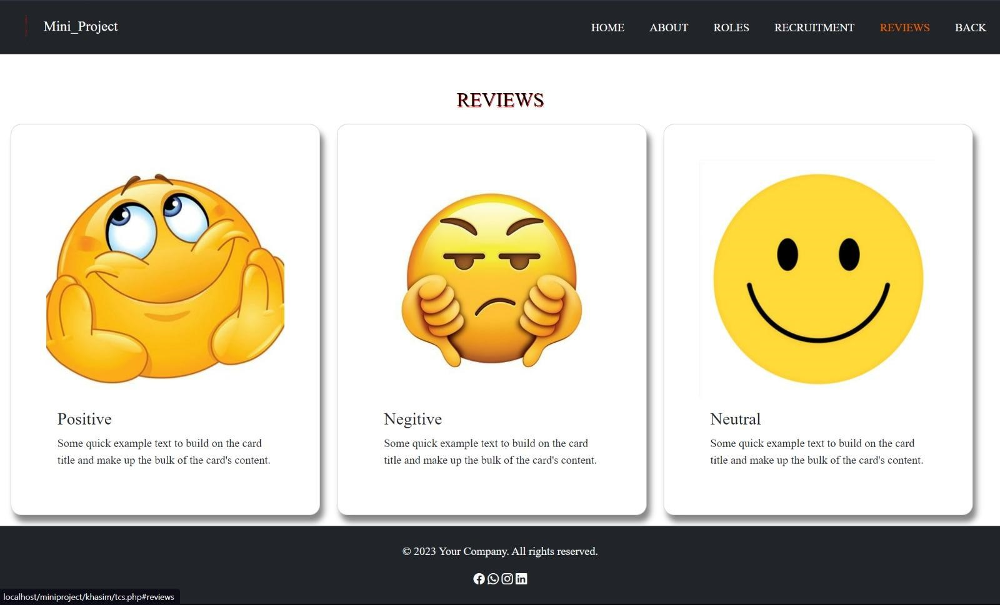 Mini_Project
HOME ABOUT ROLES RECRUITMENT REVIEWS BACK
REVIEWS
Positive
Some quick example text to build on the card
title and make up the bulk of the card's content.
Negitive
Some quick example text to build on the card
title and make up the bulk of the card's content.
Neutral
Some quick example text to build on the card
title and make up the bulk of the card's content.
© 2023 Your Company. All rights reserved.
localhost/miniproject/khasim/tcs.php#reviews